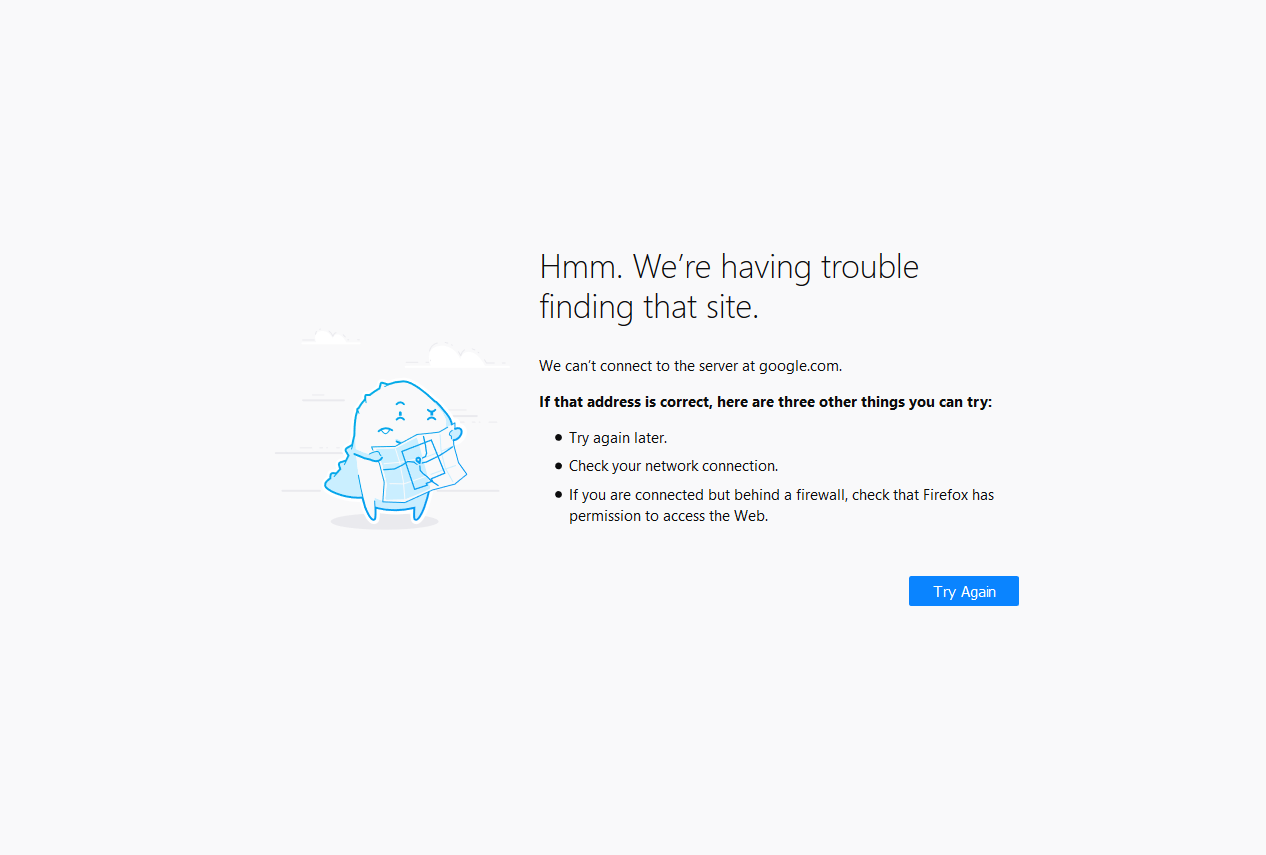 Hmm. We’re having trouble
finding that site.
We can’t connect to the server at google.com.
If that address is correct, here are three other things you can try:
• Try again later.
• Check your network connection.
• If you are connected but behind a firewall, check that Firefox has
permission to access the Web.
Try Again